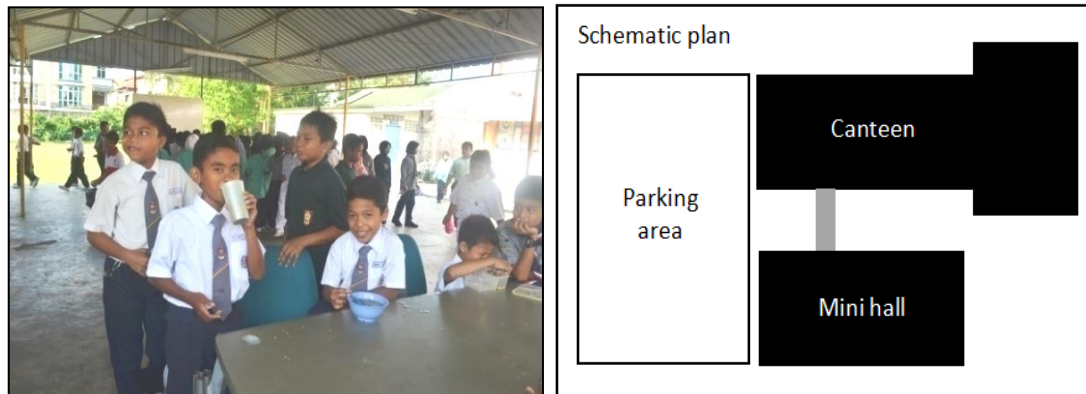 Schematic plan
Canteen
Parking
area
Mini hall